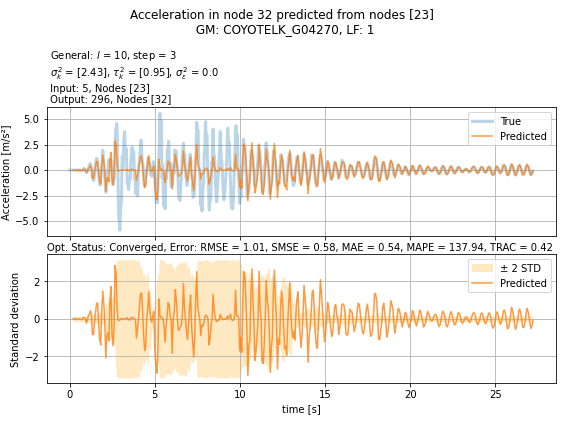 Acceleration in node 32 predicted from nodes [23]
GM: COYOTELK_G04270, LF: 1
General: l = 10, step = 3
σ²ₖ = [2.43], τ²ₖ = [0.95], σ²ε = 0.0
Input: 5, Nodes [23]
Output: 296, Nodes [32]
Acceleration [m/s²]
5.0
2.5
0.0
−2.5
−5.0
True
Predicted
Opt. Status: Converged, Error: RMSE = 1.01, SMSE = 0.58, MAE = 0.54, MAPE = 137.94, TRAC = 0.42
Standard deviation
2
0
−2
± 2 STD
Predicted
0 5 10 15 20 25
time [s]